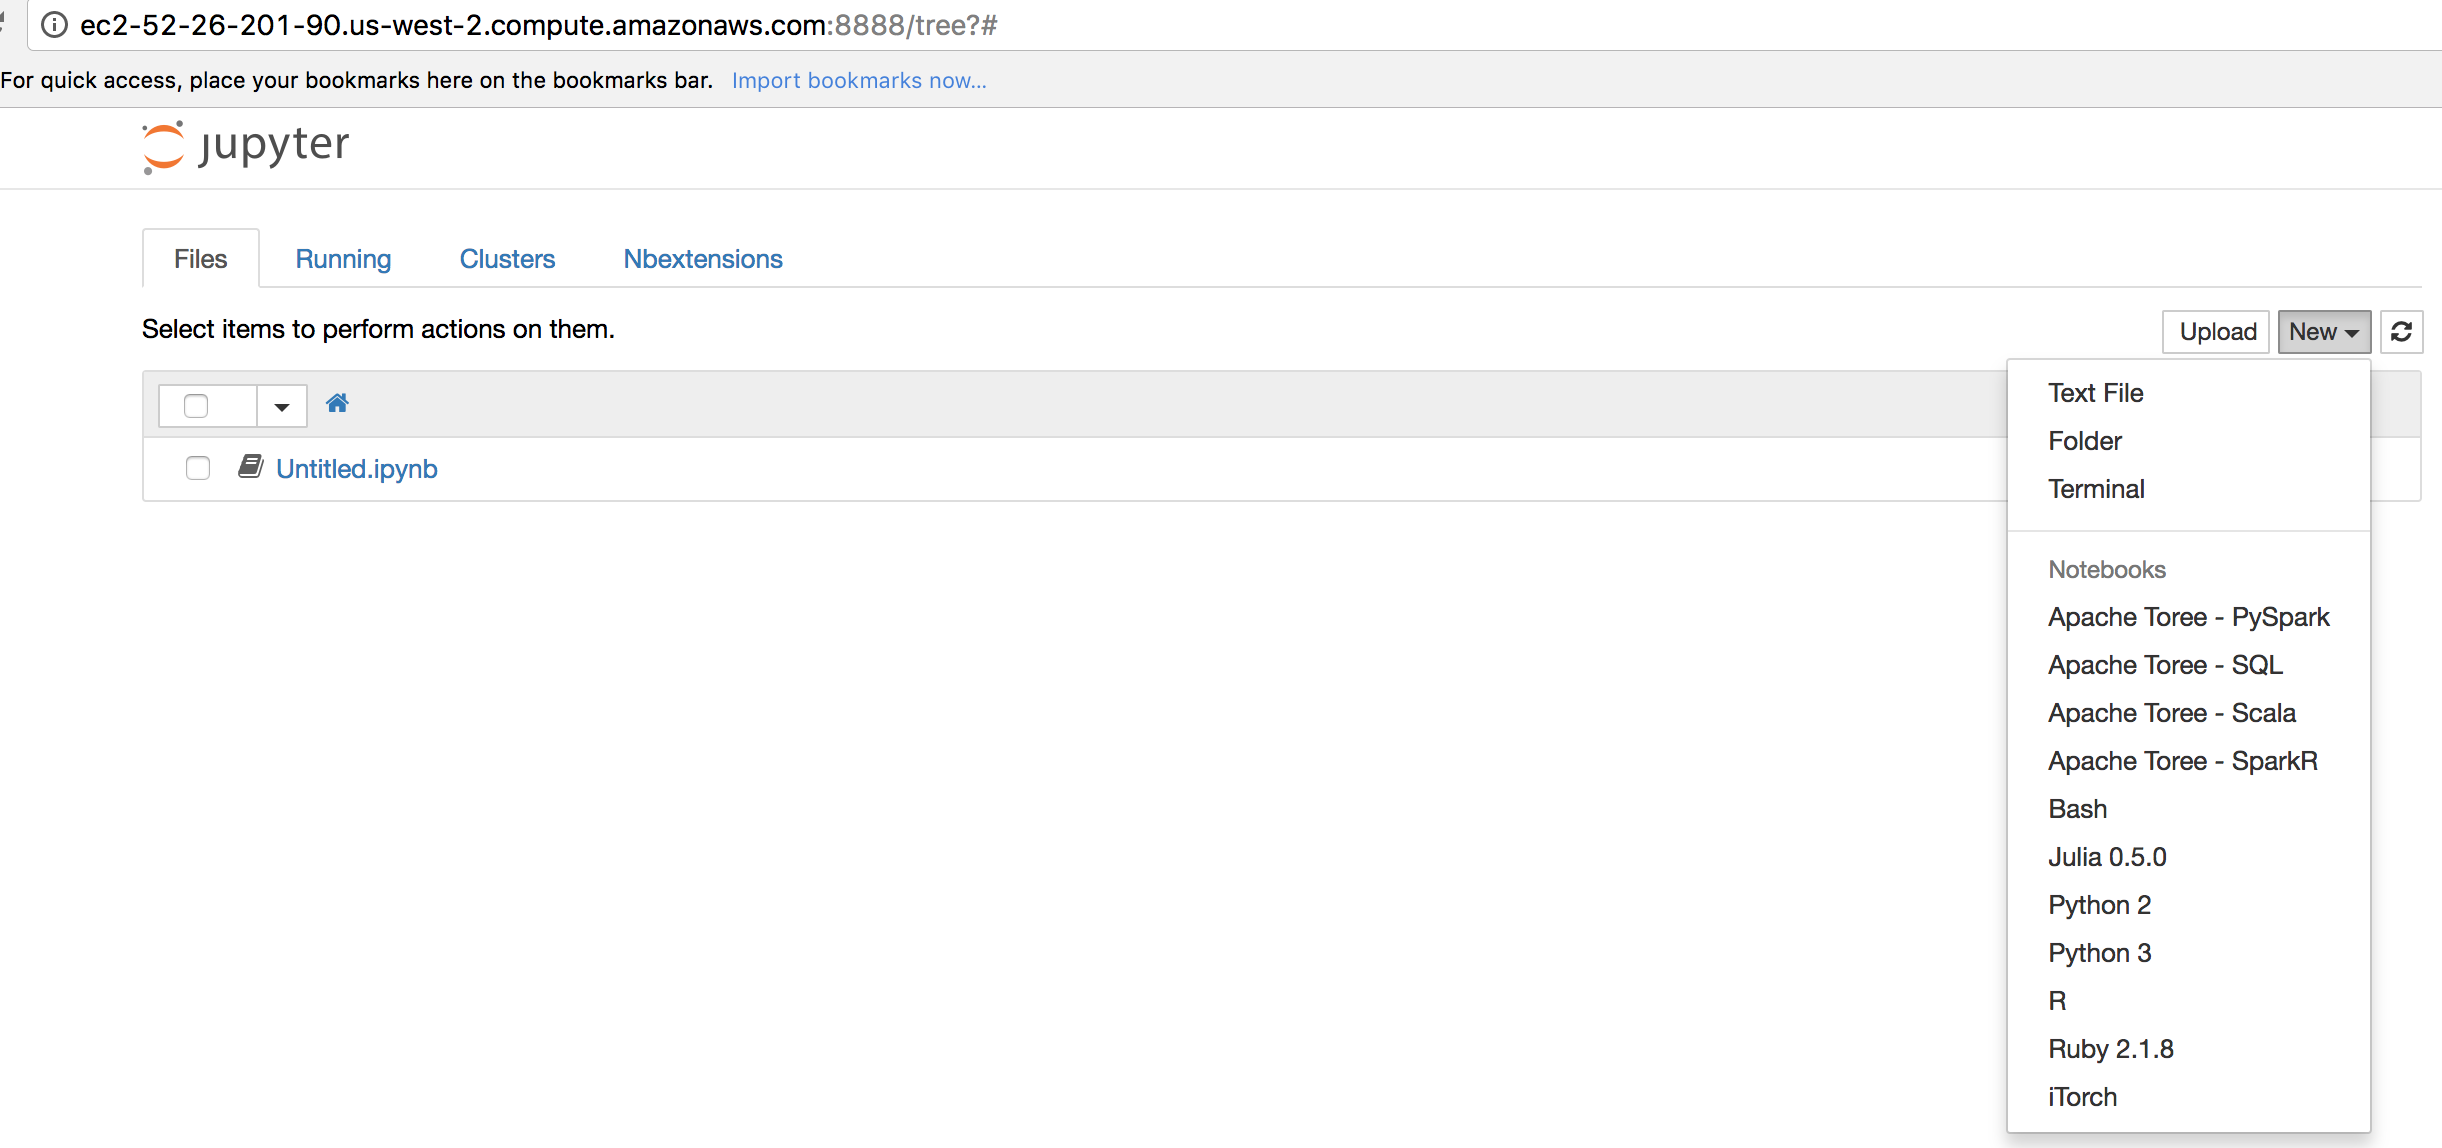 ec2-52-26-201-90.us-west-2.compute.amazonaws.com:8888/tree?#
For quick access, place your bookmarks here on the bookmarks bar. Import bookmarks now...
jupyter
Files Running Clusters Nbextensions
Select items to perform actions on them.
Upload New
Untitled.ipynb
Text File
Folder
Terminal
Notebooks
Apache Toree - PySpark
Apache Toree - SQL
Apache Toree - Scala
Apache Toree - SparkR
Bash
Julia 0.5.0
Python 2
Python 3
R
Ruby 2.1.8
iTorch